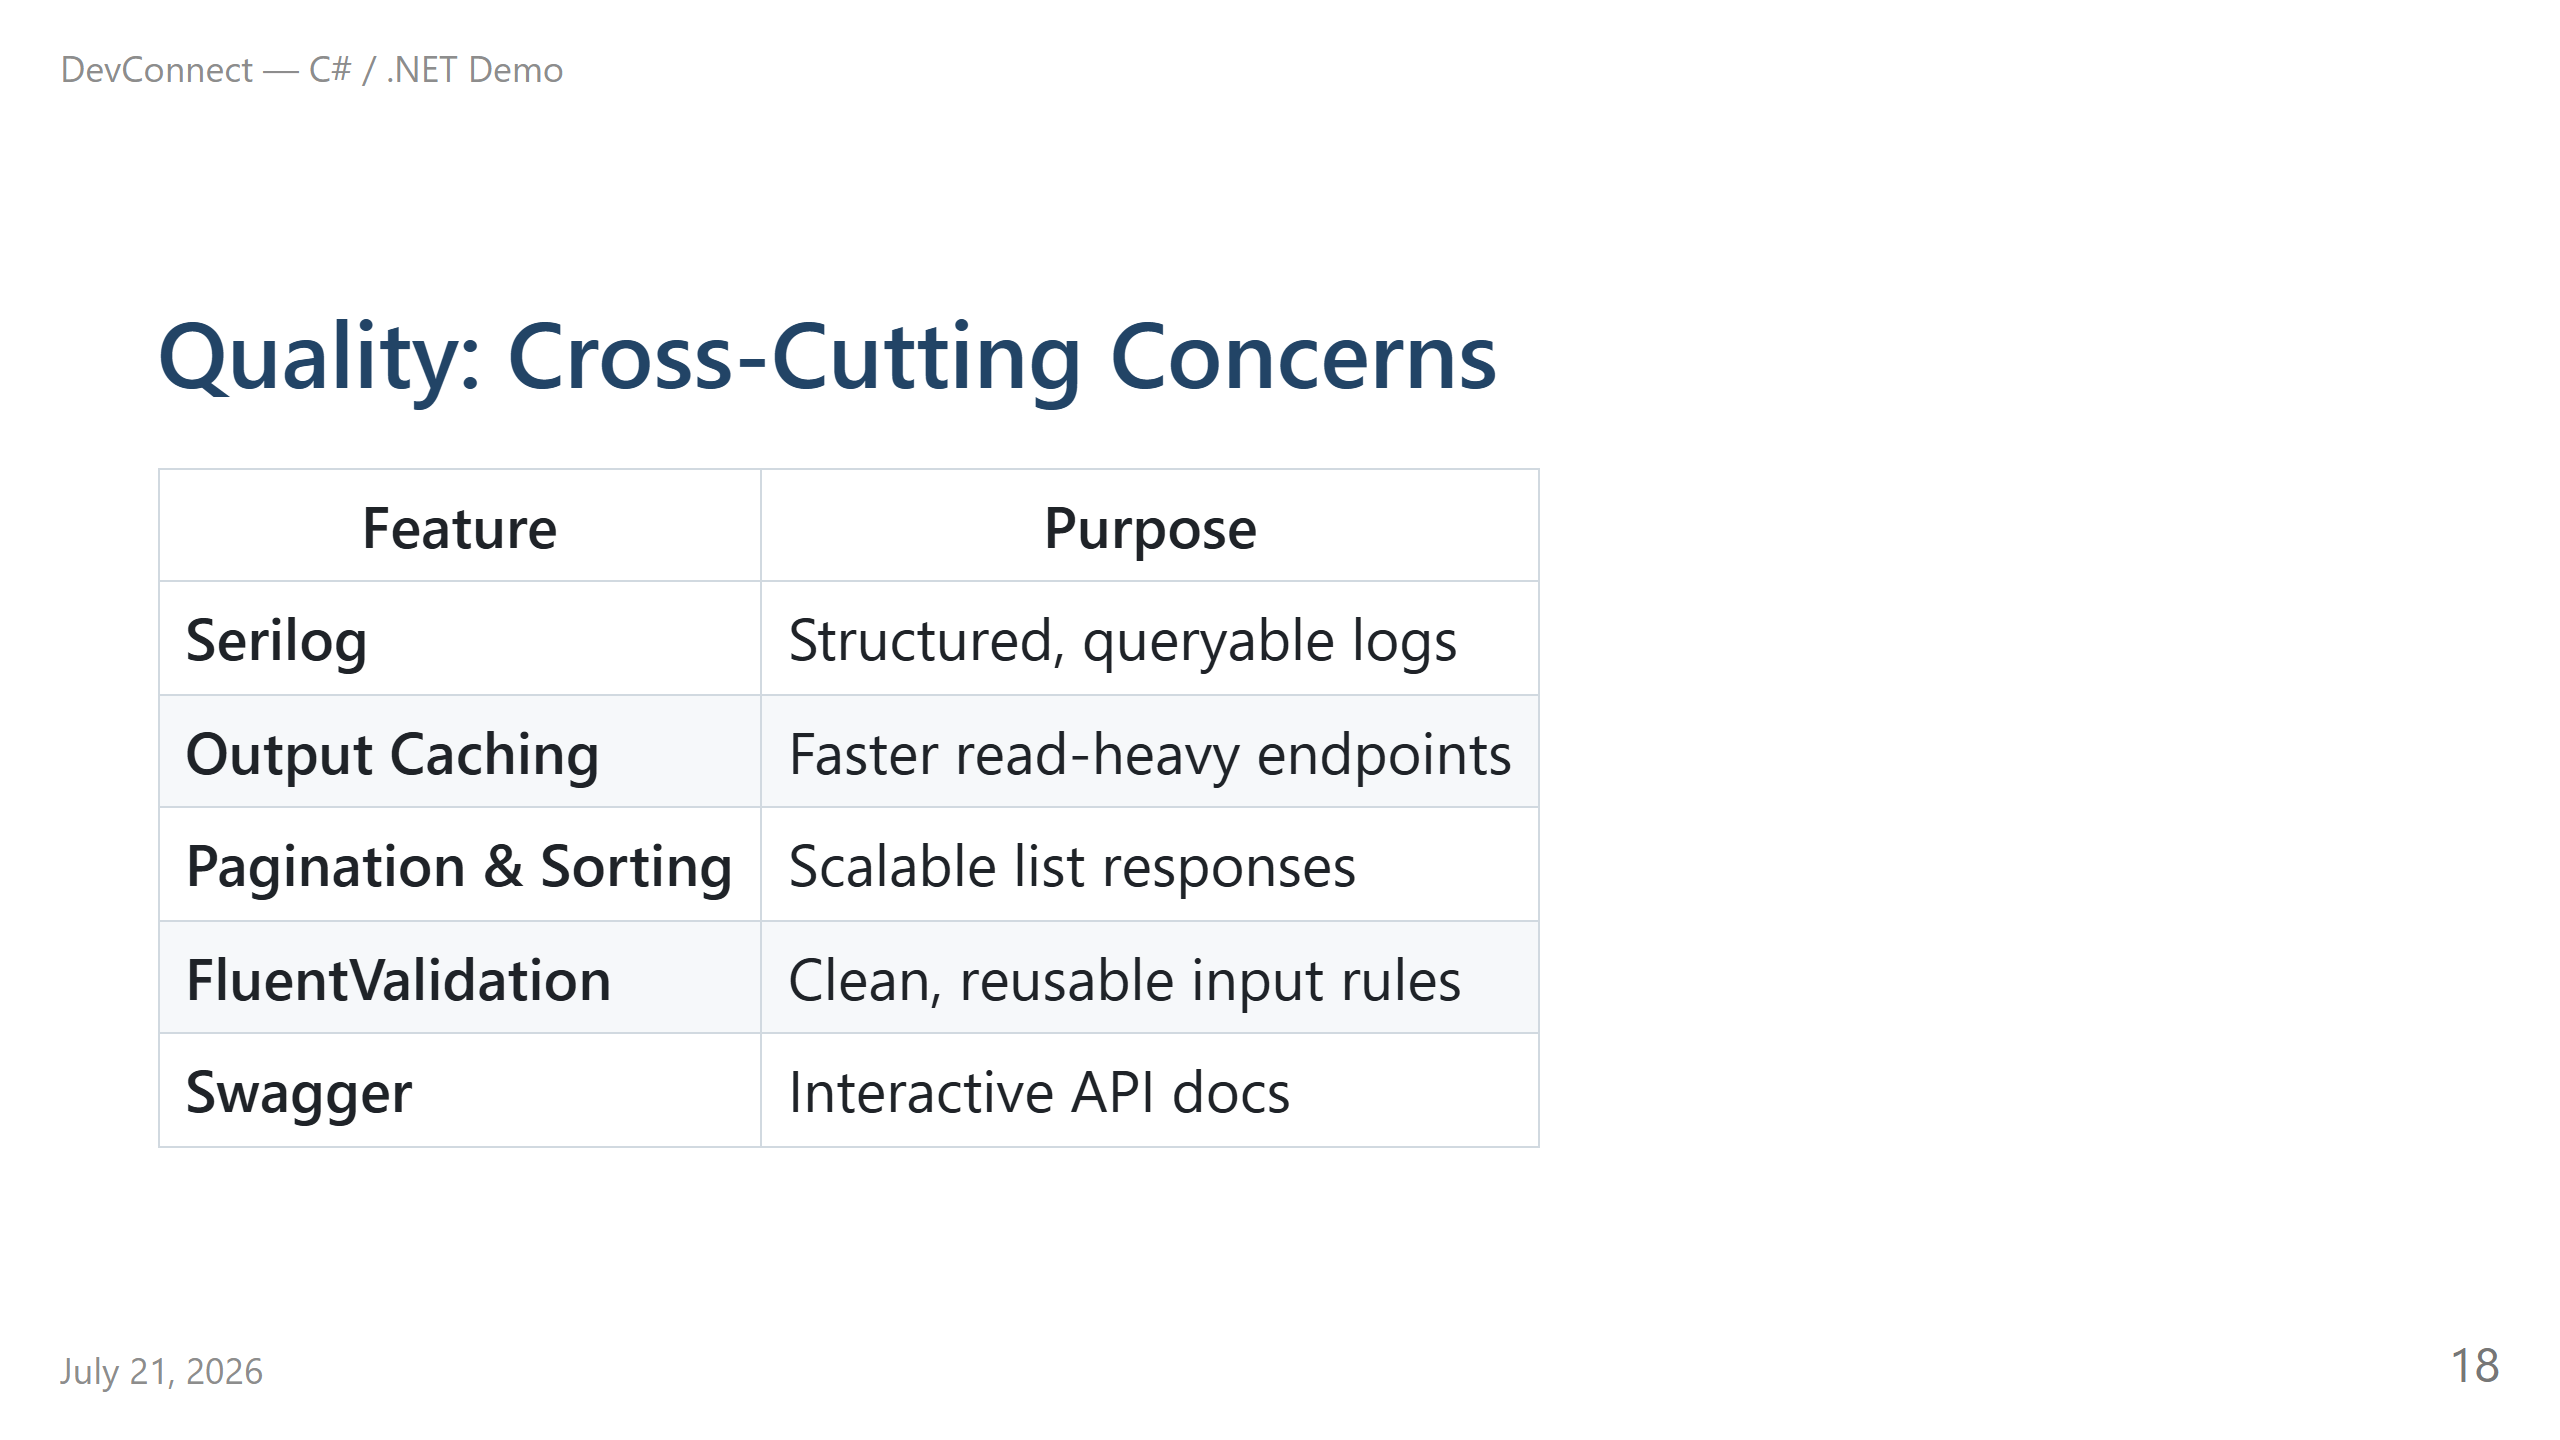 DevConnect — C# / .NET Demo
Quality: Cross-Cutting Concerns
Feature Purpose
Serilog Structured, queryable logs
Output Caching Faster read-heavy endpoints
Pagination & Sorting Scalable list responses
FluentValidation Clean, reusable input rules
Swagger Interactive API docs
July 21, 2026 18